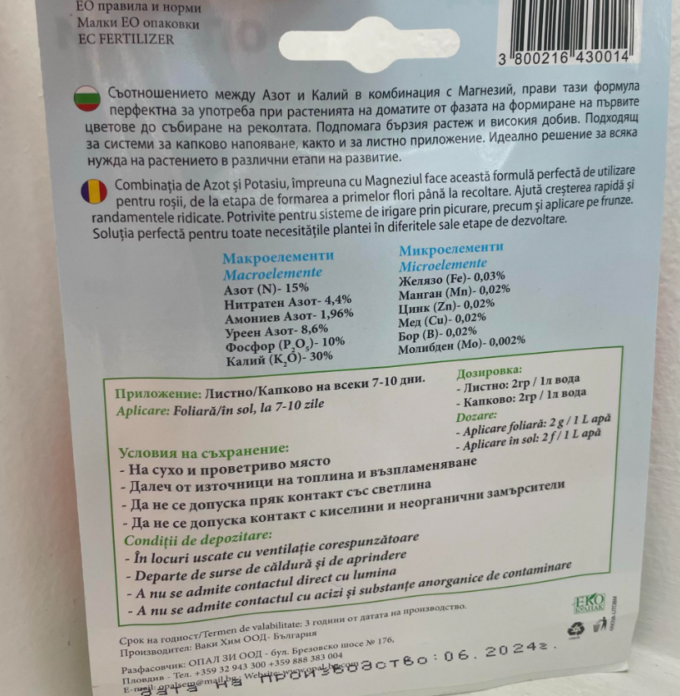 ЕО правила и норми
Малки ЕО опаковки
EC FERTILIZER
3 800216 430014
Съотношението между Азот и Калий в комбинация с Магнезий, прави тази формула
перфектна за употреба при растенията на доматите от фазата на формиране на първите
цветове до събиране на реколтата. Подпомага бързия растеж и високия добив. Подходящ
за системи за капково напояване, както и за листно приложение. Идеално решение за всяка
нужда на растението в различни етапи на развитие.
Combinația de Azot și Potasiu, împreuna cu Magneziul face această formulă perfectă de utilizare
pentru roșii, de la etapa de formarea a primelor flori până la recoltare. Ajută creșterea rapidă și
randamentele ridicate. Potrivite pentru sisteme de irigare prin picurare, precum și aplicare pe frunze.
Soluția perfectă pentru toate necesitățile plantei în diferitele sale etape de dezvoltare.
Макроелементи
Macroelemente
Азот (N)- 15%
Нитратен Азот- 4,4%
Амониев Азот- 1,96%
Уреен Азот- 8,6%
Фосфор (P₂O₅)- 10%
Калий (K₂O)- 30%
Микроелементи
Microelemente
Желязо (Fe)- 0,03%
Манган (Mn)- 0,02%
Цинк (Zn)- 0,02%
Мед (Cu)- 0,02%
Бор (B)- 0,02%
Молибден (Mo)- 0,002%
Приложение: Листно/Капково на всеки 7-10 дни.
Aplicare: Foliară/în sol, la 7-10 zile
Дозировка:
- Листно: 2гр / 1л вода
- Капково: 2гр / 1л вода
Dozare:
- Aplicare foliară: 2 g / 1 L apă
- Aplicare în sol: 2 f / 1 L apă
Условия на съхранение:
- На сухо и проветриво място
- Далеч от източници на топлина и възпламеняване
- Да не се допуска пряк контакт със светлина
- Да не се допуска контакт с киселини и неорганични замърсители
Condiții de depozitare:
- În locuri uscate cu ventilație corespunzătoare
- Departe de surse de căldură și de aprindere
- A nu se admite contactul direct cu lumina
- A nu se admite contactul cu acizi și substanțe anorganice de contaminare
Срок на годност/Termen de valabilitate: 3 години от датата на производство.
Производител: Ваки Хим ООД- България
Разфасовчик: ОПАЛ ЗИ ООД - бул. Брезовско шосе № 176,
Пловдив - Тел. +359 32 943 300 +359 888 383 004
Дата на производство: 06.2024г.
ЕКО